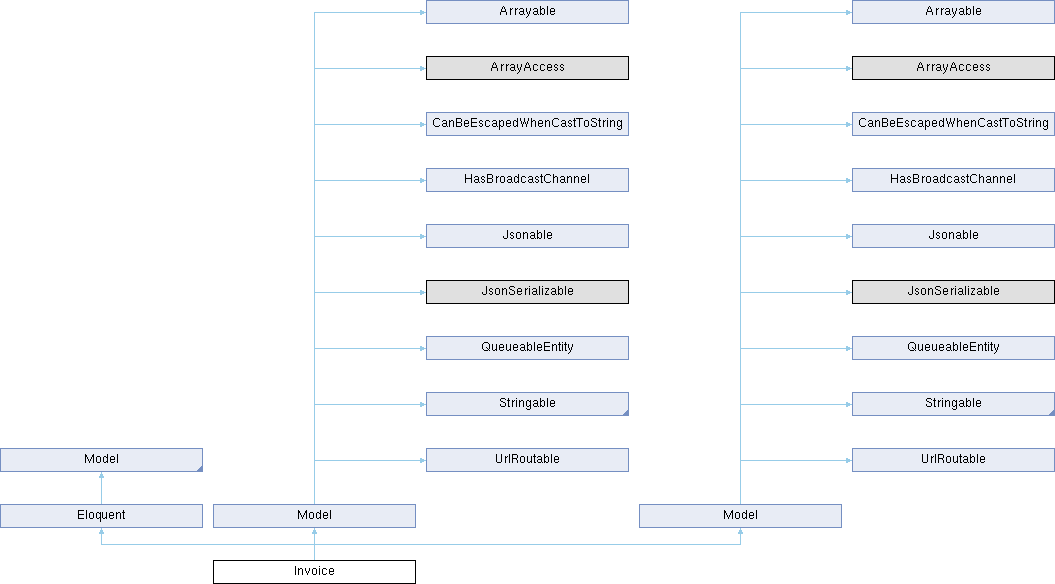 Arrayable
Arrayable
ArrayAccess
ArrayAccess
CanBeEscapedWhenCastToString
CanBeEscapedWhenCastToString
HasBroadcastChannel
HasBroadcastChannel
Jsonable
Jsonable
JsonSerializable
JsonSerializable
QueueableEntity
QueueableEntity
Stringable
Stringable
Model
UrlRoutable
UrlRoutable
Eloquent
Model
Model
Invoice